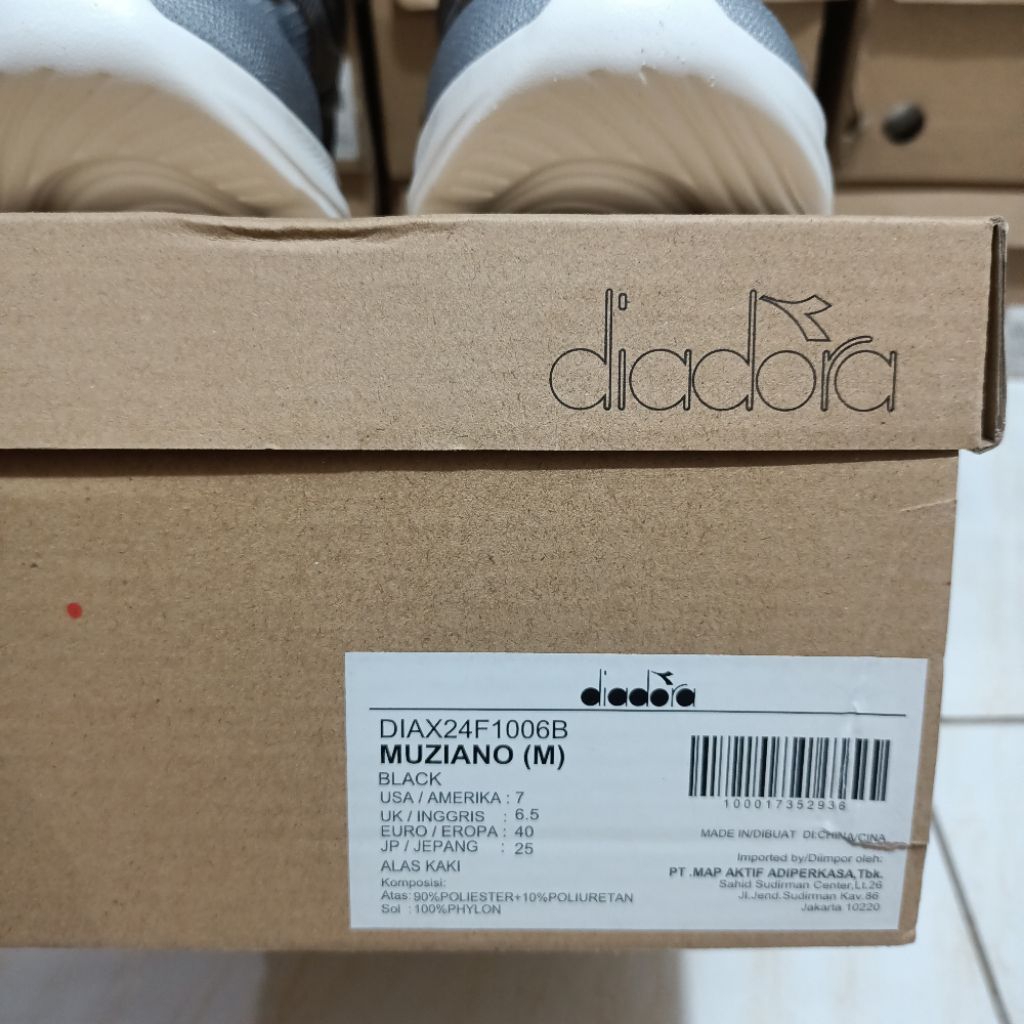 diadora
diadora
DIAX24F1006B
MUZIANO (M)
BLACK
USA / AMERIKA : 7
UK / INGGRIS : 6.5
EURO / EROPA : 40
JP / JEPANG : 25
ALAS KAKI
Komposisi:
Atas: 90%POLIESTER+10%POLIURETAN
Sol : 100%PHYLON
100017352936
MADE IN/DIBUAT DI:CHINA/CINA
Imported by/Diimpor oleh:
PT .MAP AKTIF ADIPERKASA,Tbk.
Sahid Sudirman Center,Lt.26
Jl.Jend.Sudirman Kav.86
Jakarta 10220